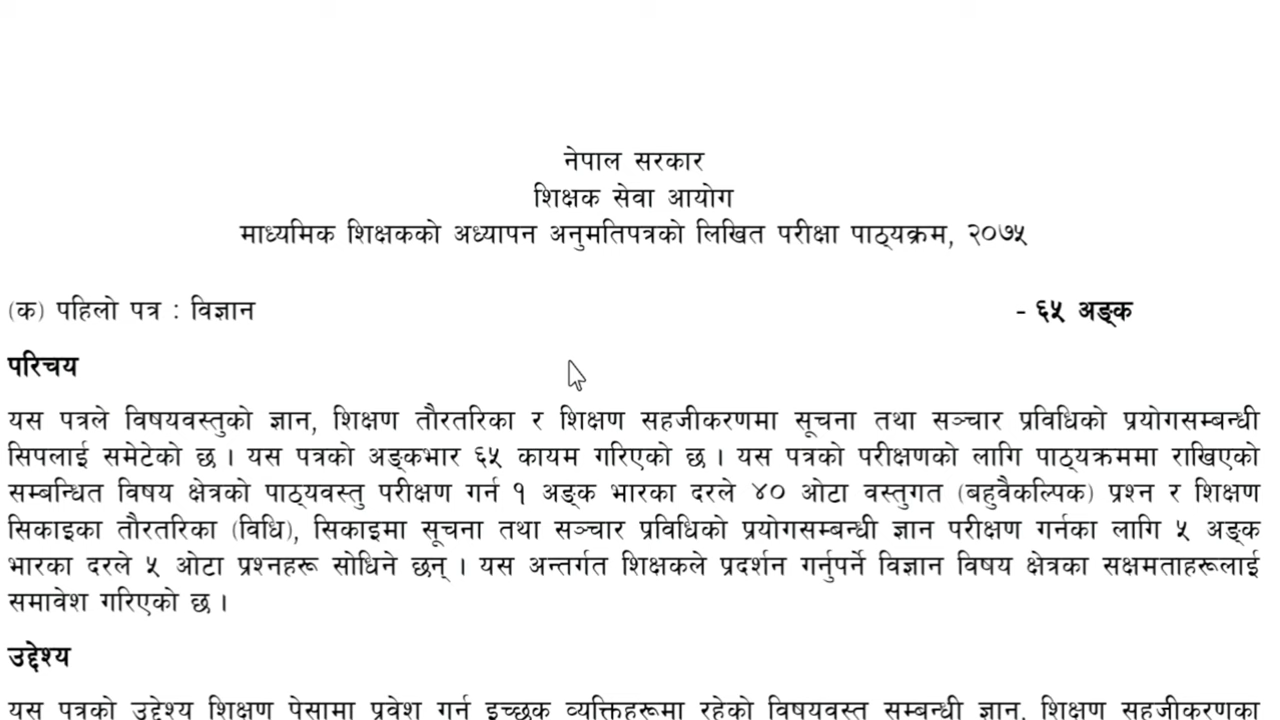 नेपाल सरकार
शिक्षक सेवा आयोग
माध्यमिक शिक्षकको अध्यापन अनुमतिपत्रको लिखित परीक्षा पाठ्यक्रम, २०७५
(क) पहिलो पत्र : विज्ञान - ६५ अङ्क
परिचय
यस पत्रले विषयवस्तुको ज्ञान, शिक्षण तौरतरिका र शिक्षण सहजीकरणमा सूचना तथा सञ्चार प्रविधिको प्रयोगसम्बन्धी
सिपलाई समेटेको छ । यस पत्रको अङ्कभार ६५ कायम गरिएको छ । यस पत्रको परीक्षणको लागि पाठ्यक्रममा राखिएको
सम्बन्धित विषय क्षेत्रको पाठ्यवस्तु परीक्षण गर्न १ अङ्क भारका दरले ४० ओटा वस्तुगत (बहुवैकल्पिक) प्रश्न र शिक्षण
सिकाइका तौरतरिका (विधि), सिकाइमा सूचना तथा सञ्चार प्रविधिको प्रयोगसम्बन्धी ज्ञान परीक्षण गर्नका लागि ५ अङ्क
भारका दरले ५ ओटा प्रश्नहरू सोधिने छन् । यस अन्तर्गत शिक्षकले प्रदर्शन गर्नुपर्ने विज्ञान विषय क्षेत्रका सक्षमताहरूलाई
समावेश गरिएको छ ।
उद्देश्य
यस पत्रको उद्देश्य शिक्षण पेसामा प्रवेश गर्न इच्छुक व्यक्तिहरूमा रहेको विषयवस्तु सम्बन्धी ज्ञान, शिक्षण सहजीकरणका